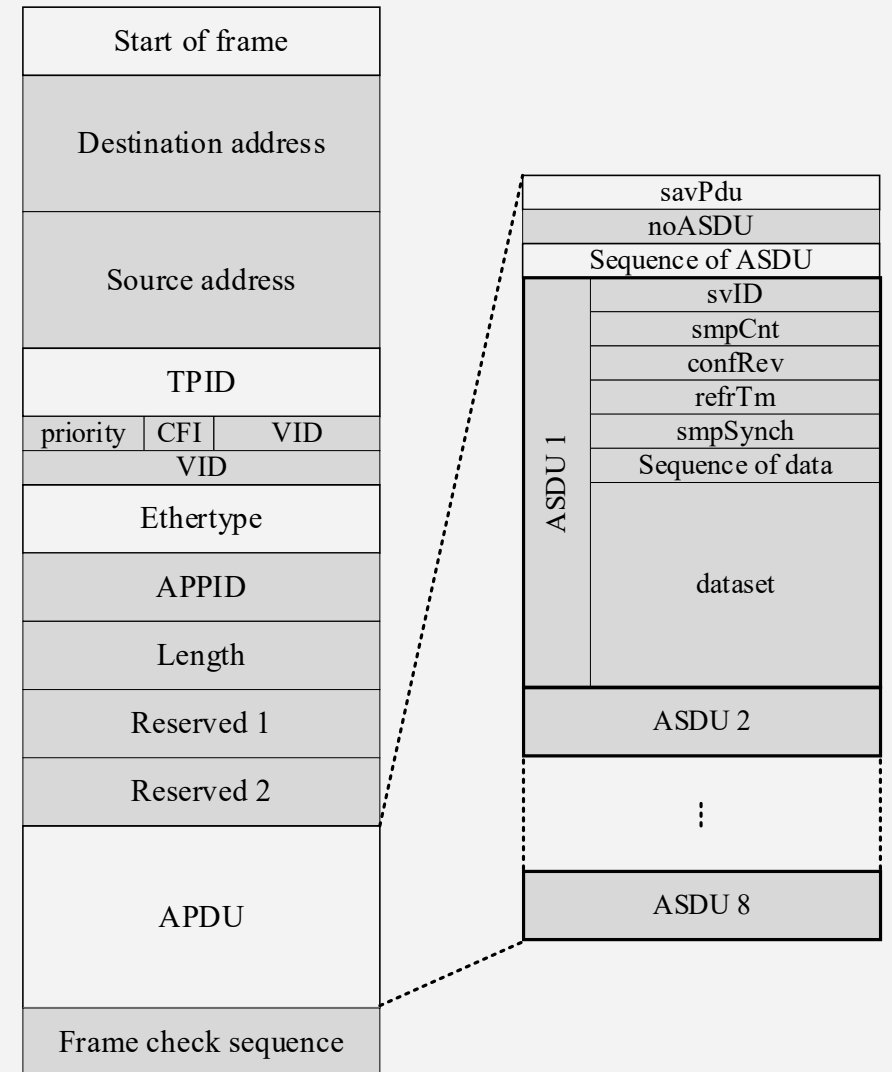 Start of frame
Destination address
Source address
TPID
priority CFI VID
VID
Ethertype
APPID
Length
Reserved 1
Reserved 2
APDU
Frame check sequence
savPdu
noASDU
Sequence of ASDU
ASDU 1
svID
smpCnt
confRev
refrTm
smpSynch
Sequence of data
dataset
ASDU 2
ASDU 8